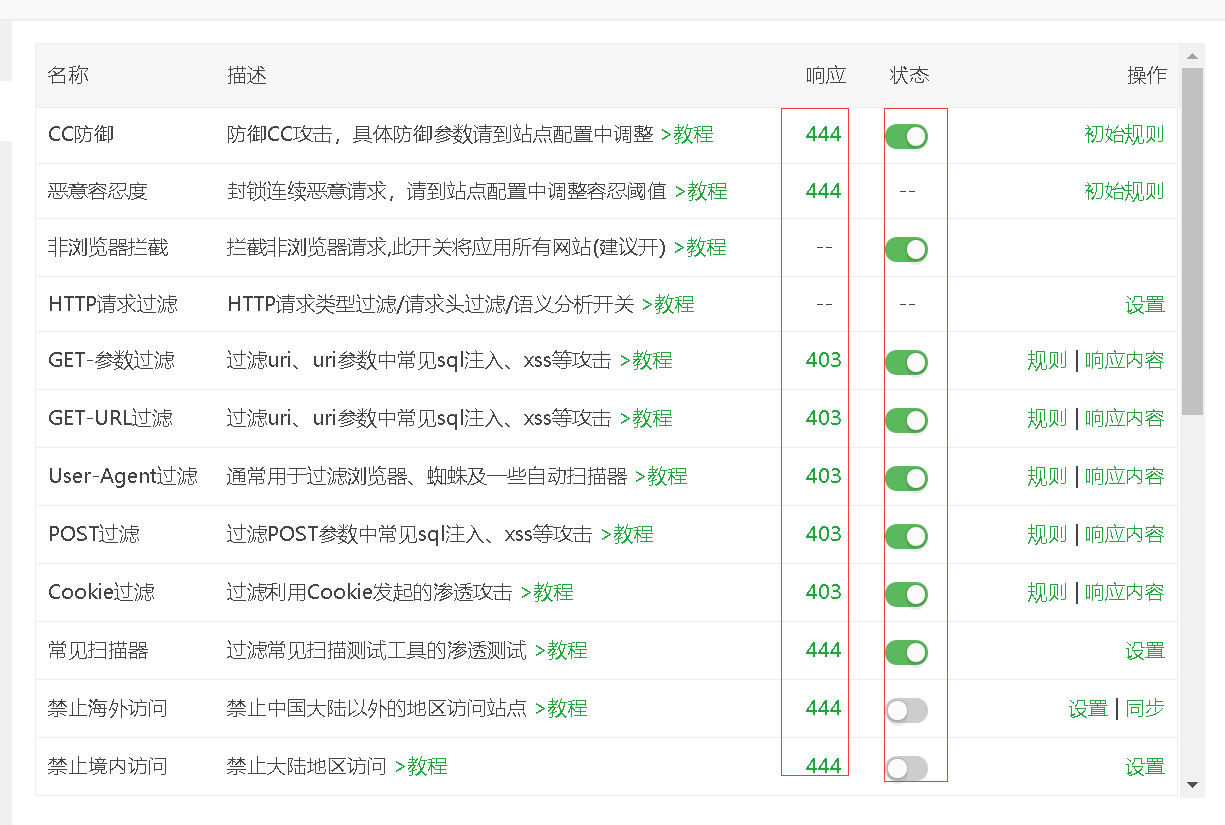 名称 描述 响应 状态 操作
CC防御 防御CC攻击，具体防御参数请到站点配置中调整 >教程 444 初始规则
恶意容忍度 封锁连续恶意请求，请到站点配置中调整容忍阈值 >教程 444 -- 初始规则
非浏览器拦截 拦截非浏览器请求,此开关将应用所有网站(建议开) >教程 --
HTTP请求过滤 HTTP请求类型过滤/请求头过滤/语义分析开关 >教程 -- -- 设置
GET-参数过滤 过滤uri、uri参数中常见sql注入、xss等攻击 >教程 403 规则 | 响应内容
GET-URL过滤 过滤uri、uri参数中常见sql注入、xss等攻击 >教程 403 规则 | 响应内容
User-Agent过滤 通常用于过滤浏览器、蜘蛛及一些自动扫描器 >教程 403 规则 | 响应内容
POST过滤 过滤POST参数中常见sql注入、xss等攻击 >教程 403 规则 | 响应内容
Cookie过滤 过滤利用Cookie发起的渗透攻击 >教程 403 规则 | 响应内容
常见扫描器 过滤常见扫描测试工具的渗透测试 >教程 444 设置
禁止海外访问 禁止中国大陆以外的地区访问站点 >教程 444 设置 | 同步
禁止境内访问 禁止大陆地区访问 >教程 444 设置